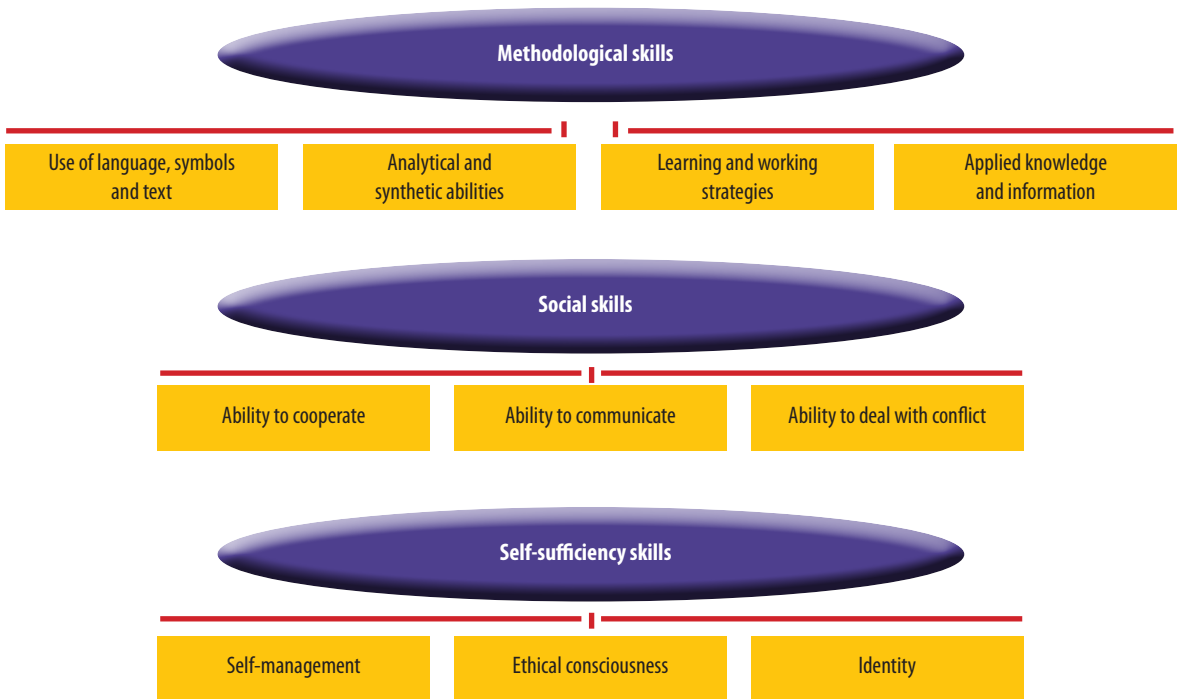 Methodological skills
Use of language, symbols
and text
Analytical and
synthetic abilities
Learning and working
strategies
Applied knowledge
and information
Social skills
Ability to cooperate
Ability to communicate
Ability to deal with conflict
Self-sufficiency skills
Self-management
Ethical consciousness
Identity